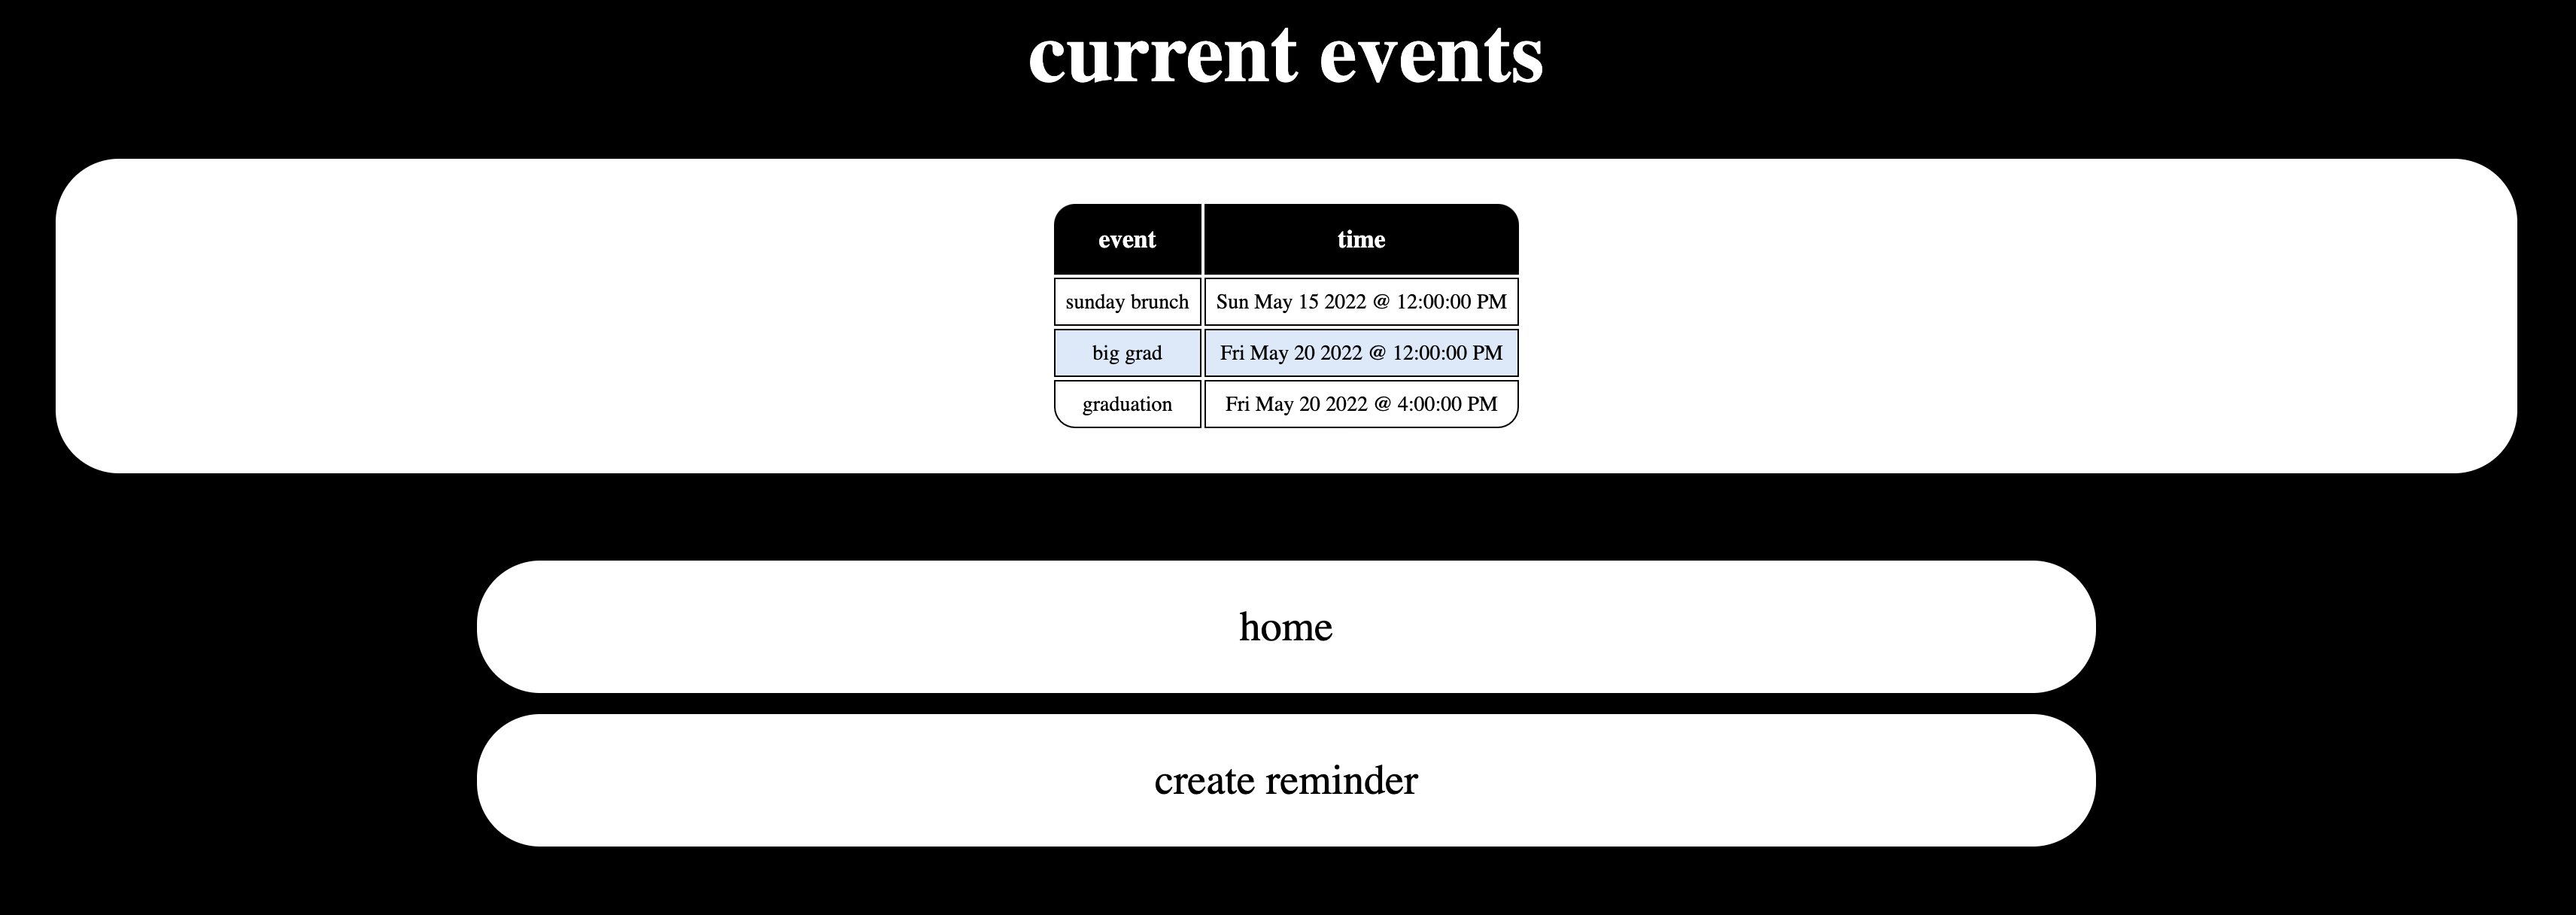 current events
event time
sunday brunch Sun May 15 2022 @ 12:00:00 PM
big grad Fri May 20 2022 @ 12:00:00 PM
graduation Fri May 20 2022 @ 4:00:00 PM
home
create reminder